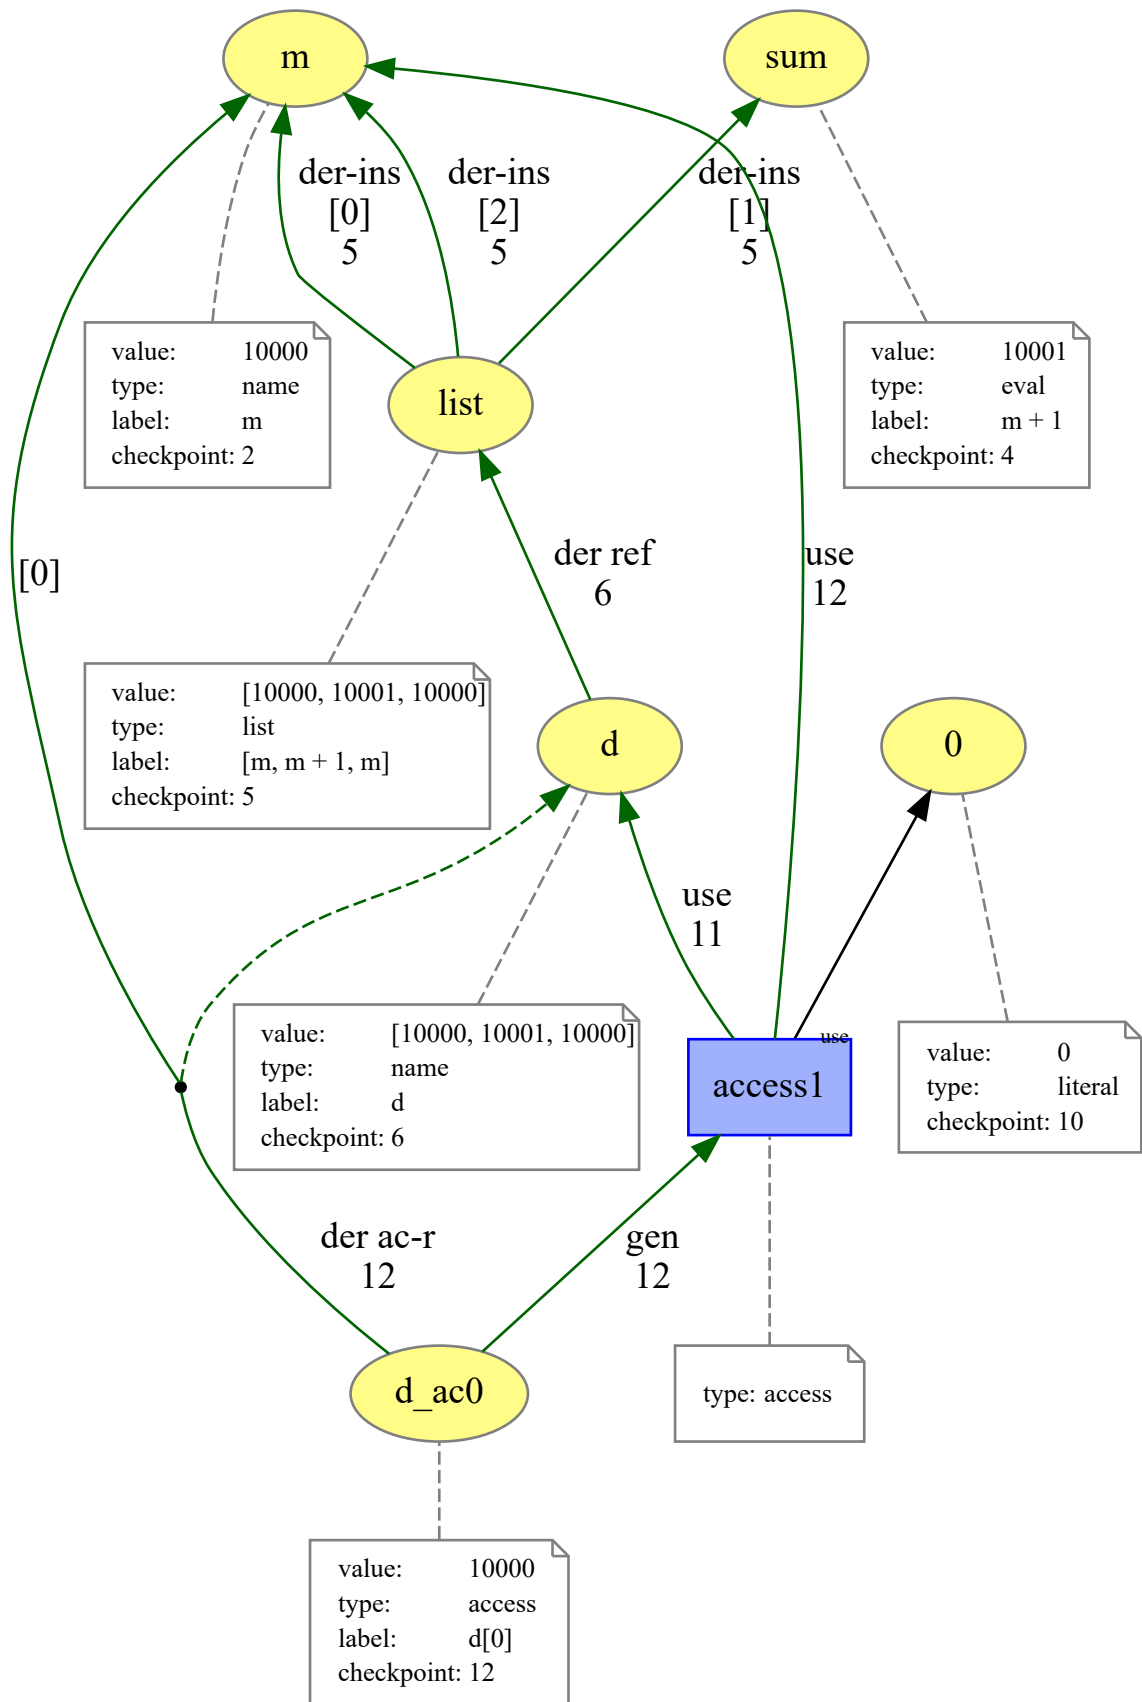 m
sum
der-ins
[0]
5
der-ins
[2]
5
der-ins
[1]
5
value: 10000
type: name
label: m
checkpoint: 2
list
value: 10001
type: eval
label: m + 1
checkpoint: 4
[0]
der ref
6
use
12
value: [10000, 10001, 10000]
type: list
label: [m, m + 1, m]
checkpoint: 5
d
0
use
11
value: [10000, 10001, 10000]
type: name
label: d
checkpoint: 6
use
access1
value: 0
type: literal
checkpoint: 10
der ac-r
12
gen
12
d_ac0
type: access
value: 10000
type: access
label: d[0]
checkpoint: 12